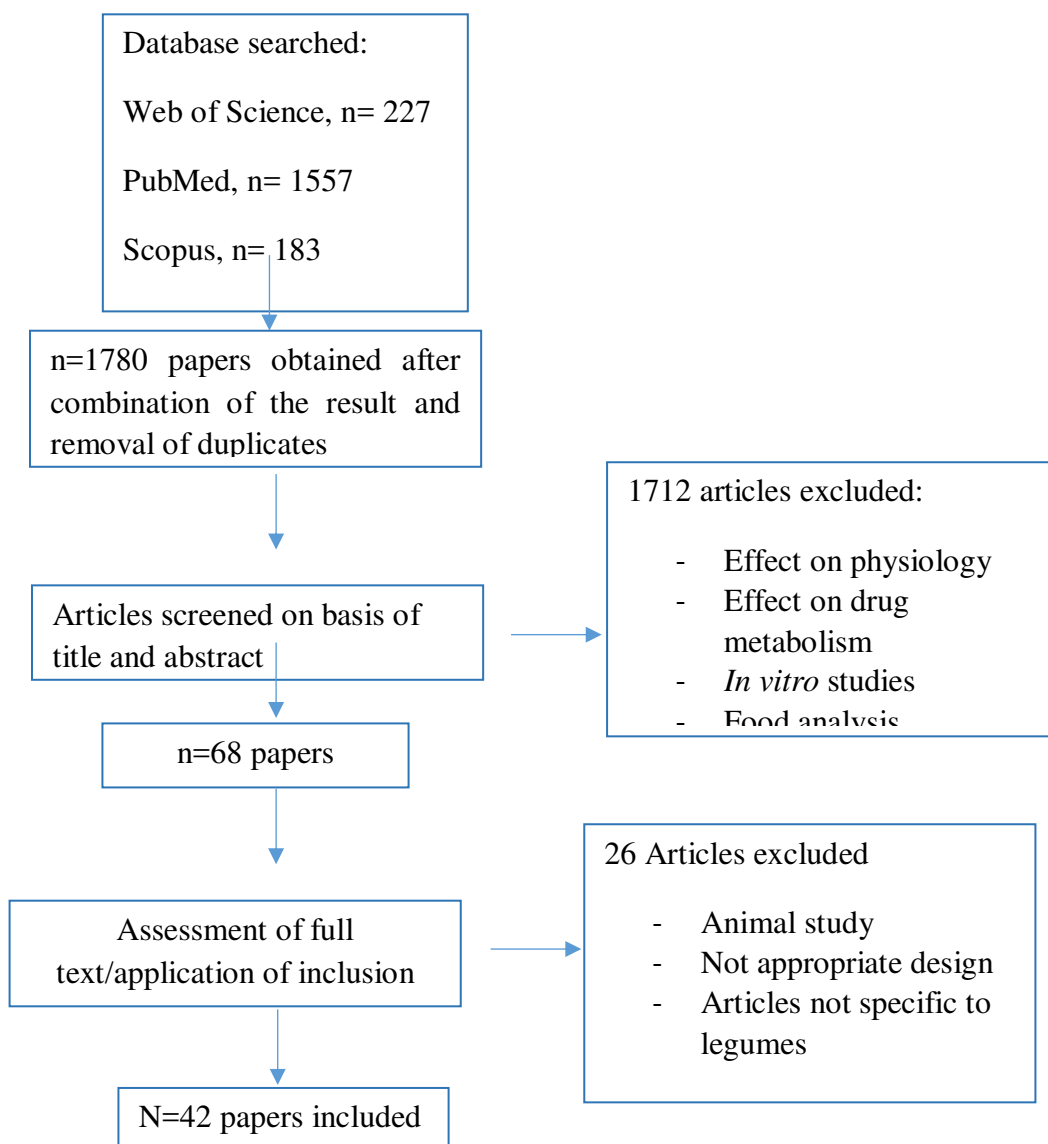 Database searched:
Web of Science, n= 227
PubMed, n= 1557
Scopus, n= 183
n=1780 papers obtained after
combination of the result and
removal of duplicates
1712 articles excluded:
- Effect on physiology
- Effect on drug
metabolism
- In vitro studies
- Food analysis
Articles screened on basis of
title and abstract
n=68 papers
26 Articles excluded
- Animal study
- Not appropriate design
- Articles not specific to
legumes
Assessment of full
text/application of inclusion
N=42 papers included